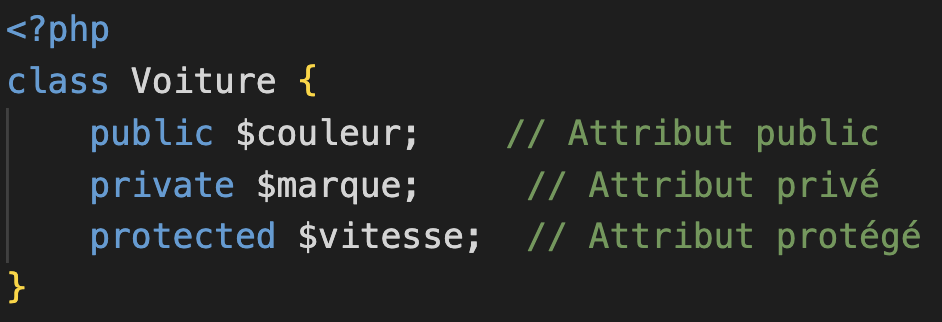 <?php
class Voiture {
    public $couleur;    // Attribut public
    private $marque;     // Attribut privé
    protected $vitesse;  // Attribut protégé
}